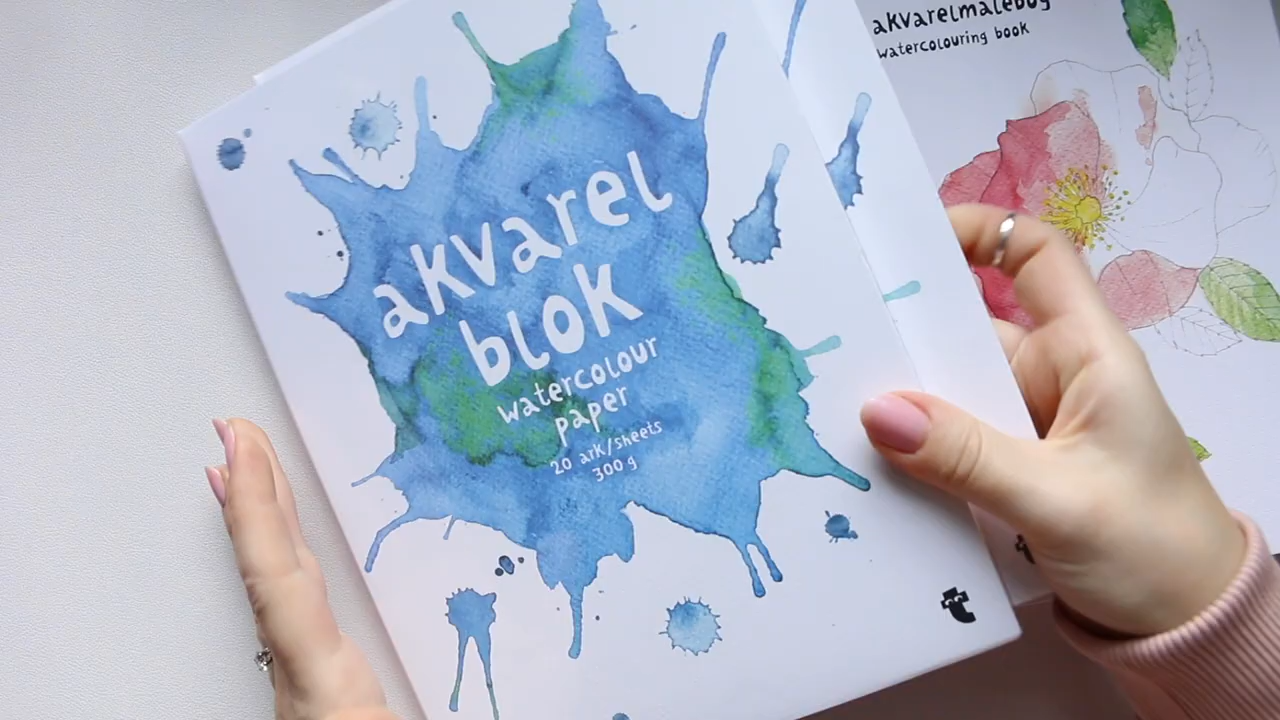 akvarel
blok
watercolour
paper
20 ark/sheets
300 g
akvarelmalebog
watercolouring book